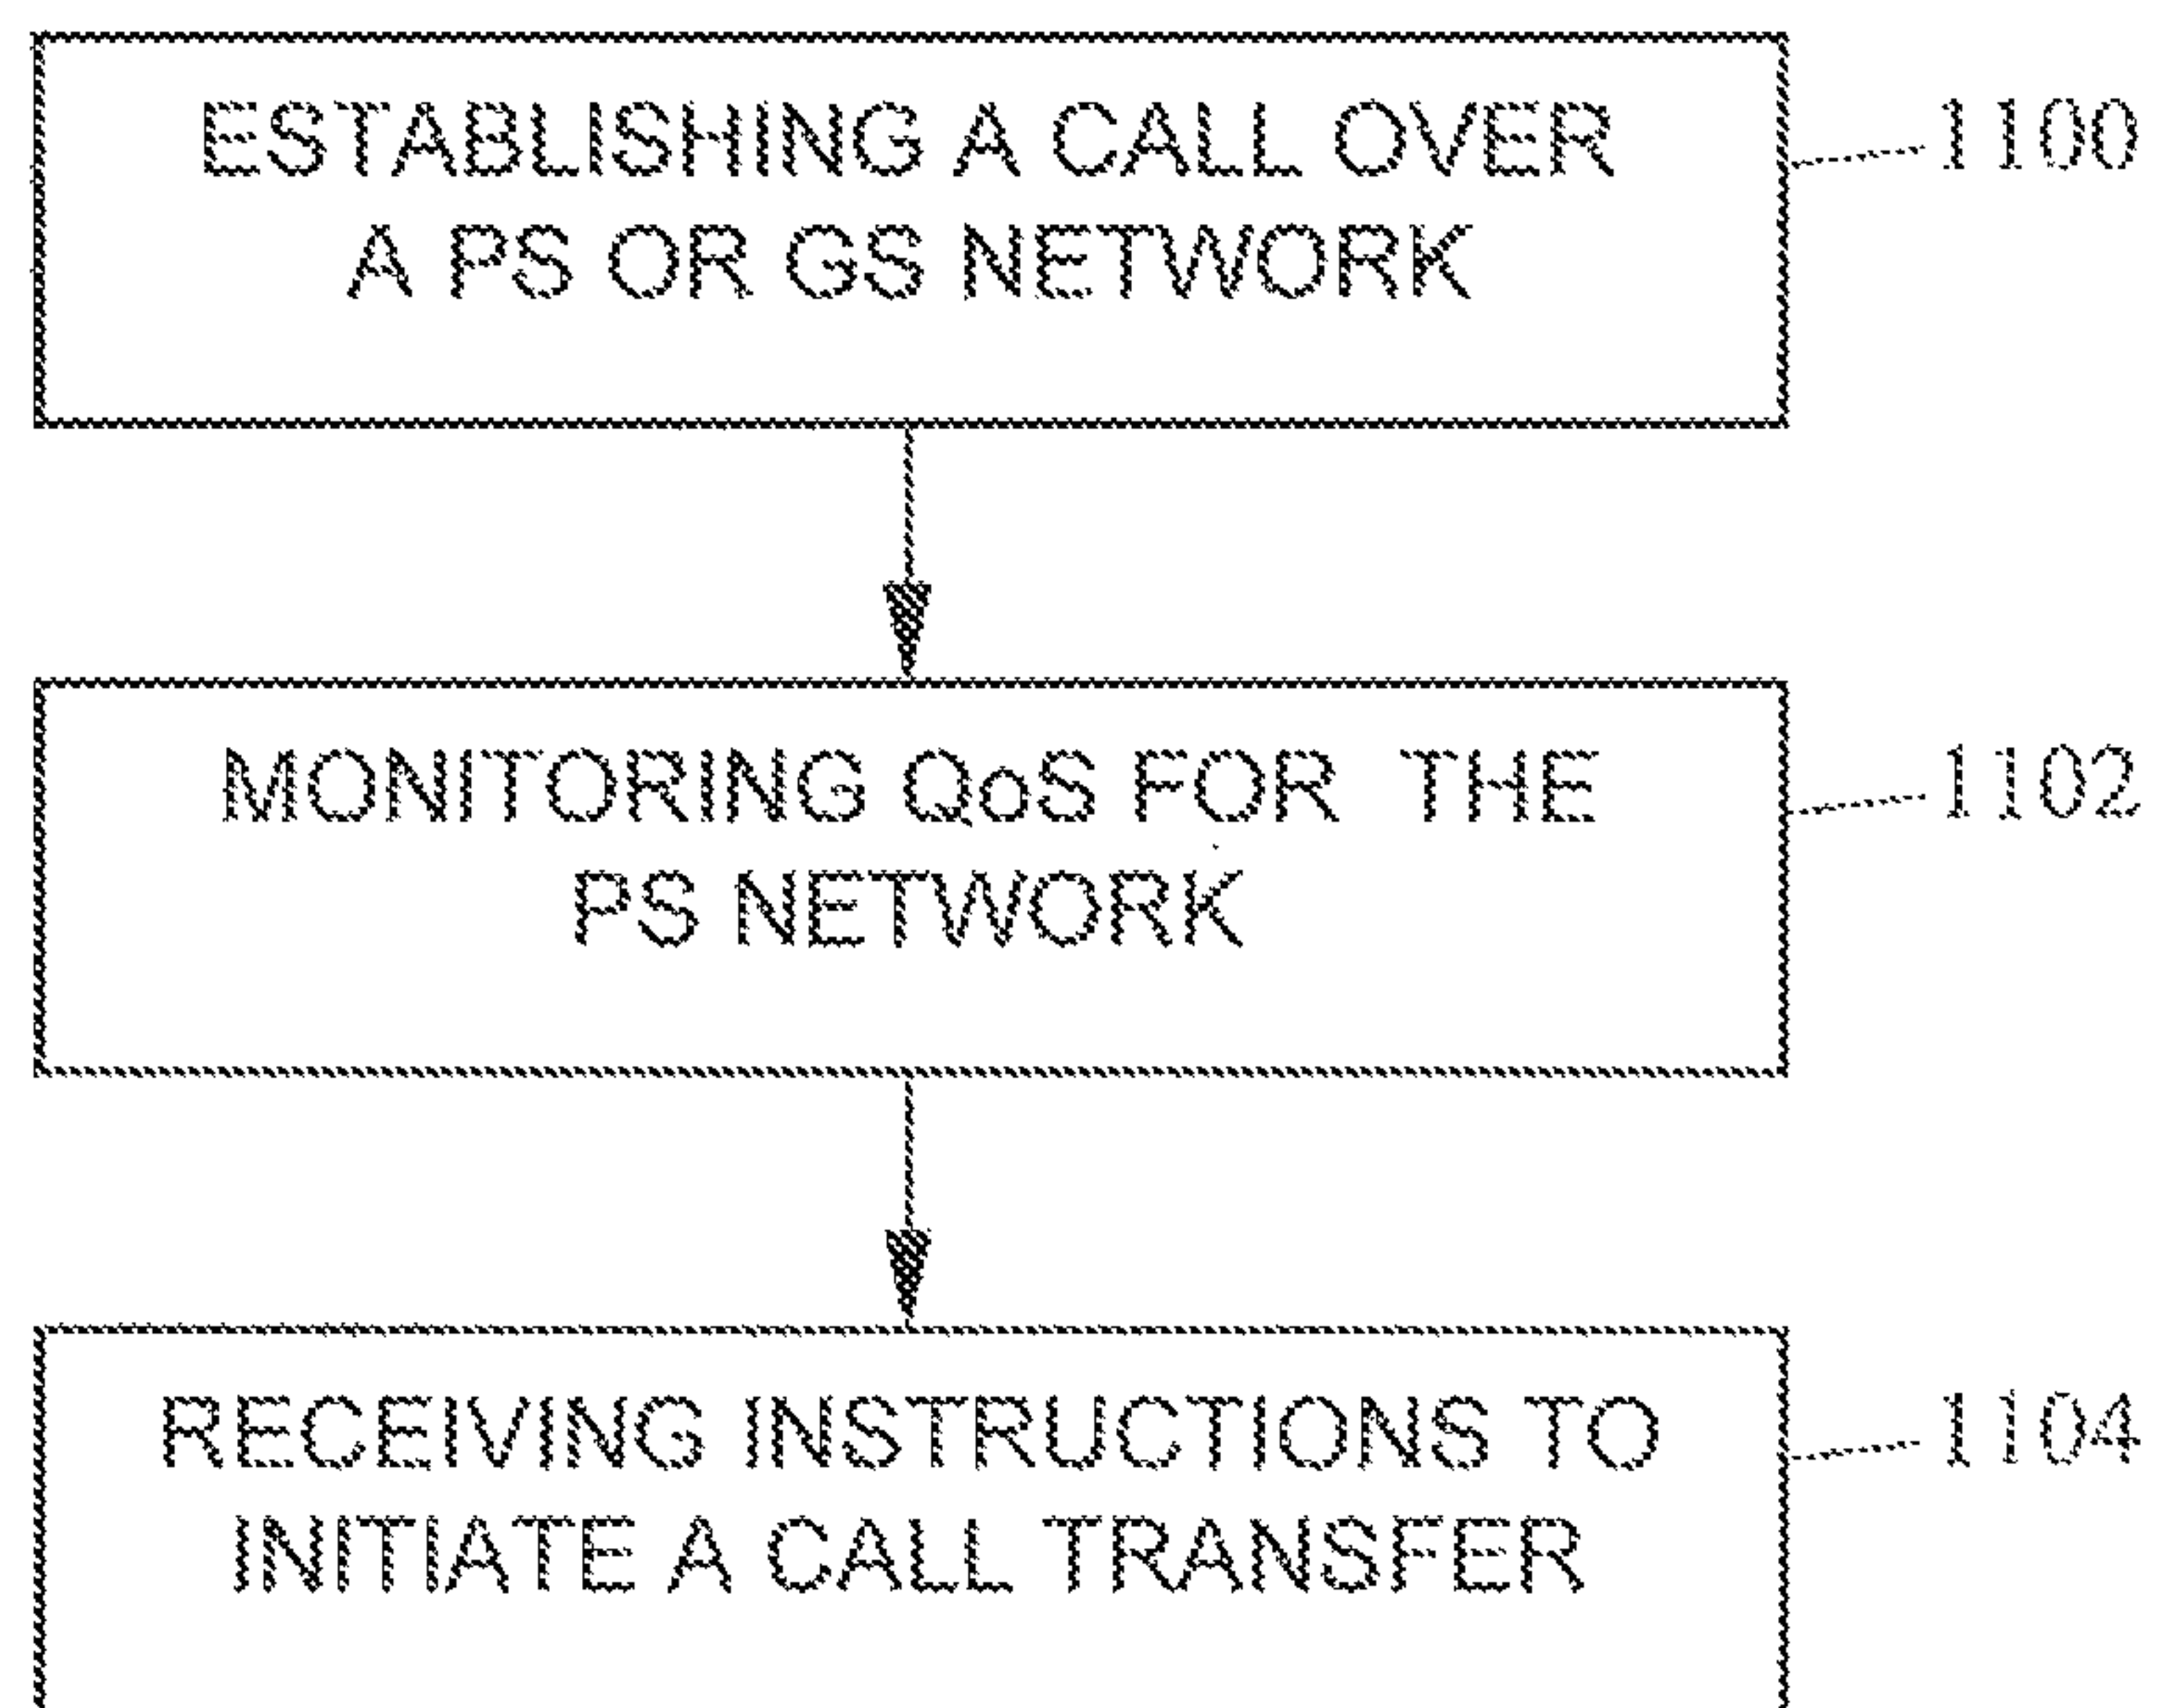 ESTABLISHING A CALL OVER
A PS OR GS NETWORK
1100
MONITORING QoS FOR THE
PS NETWORK
1102
RECEIVING INSTRUCTIONS TO
INITIATE A CALL TRANSFER
1104